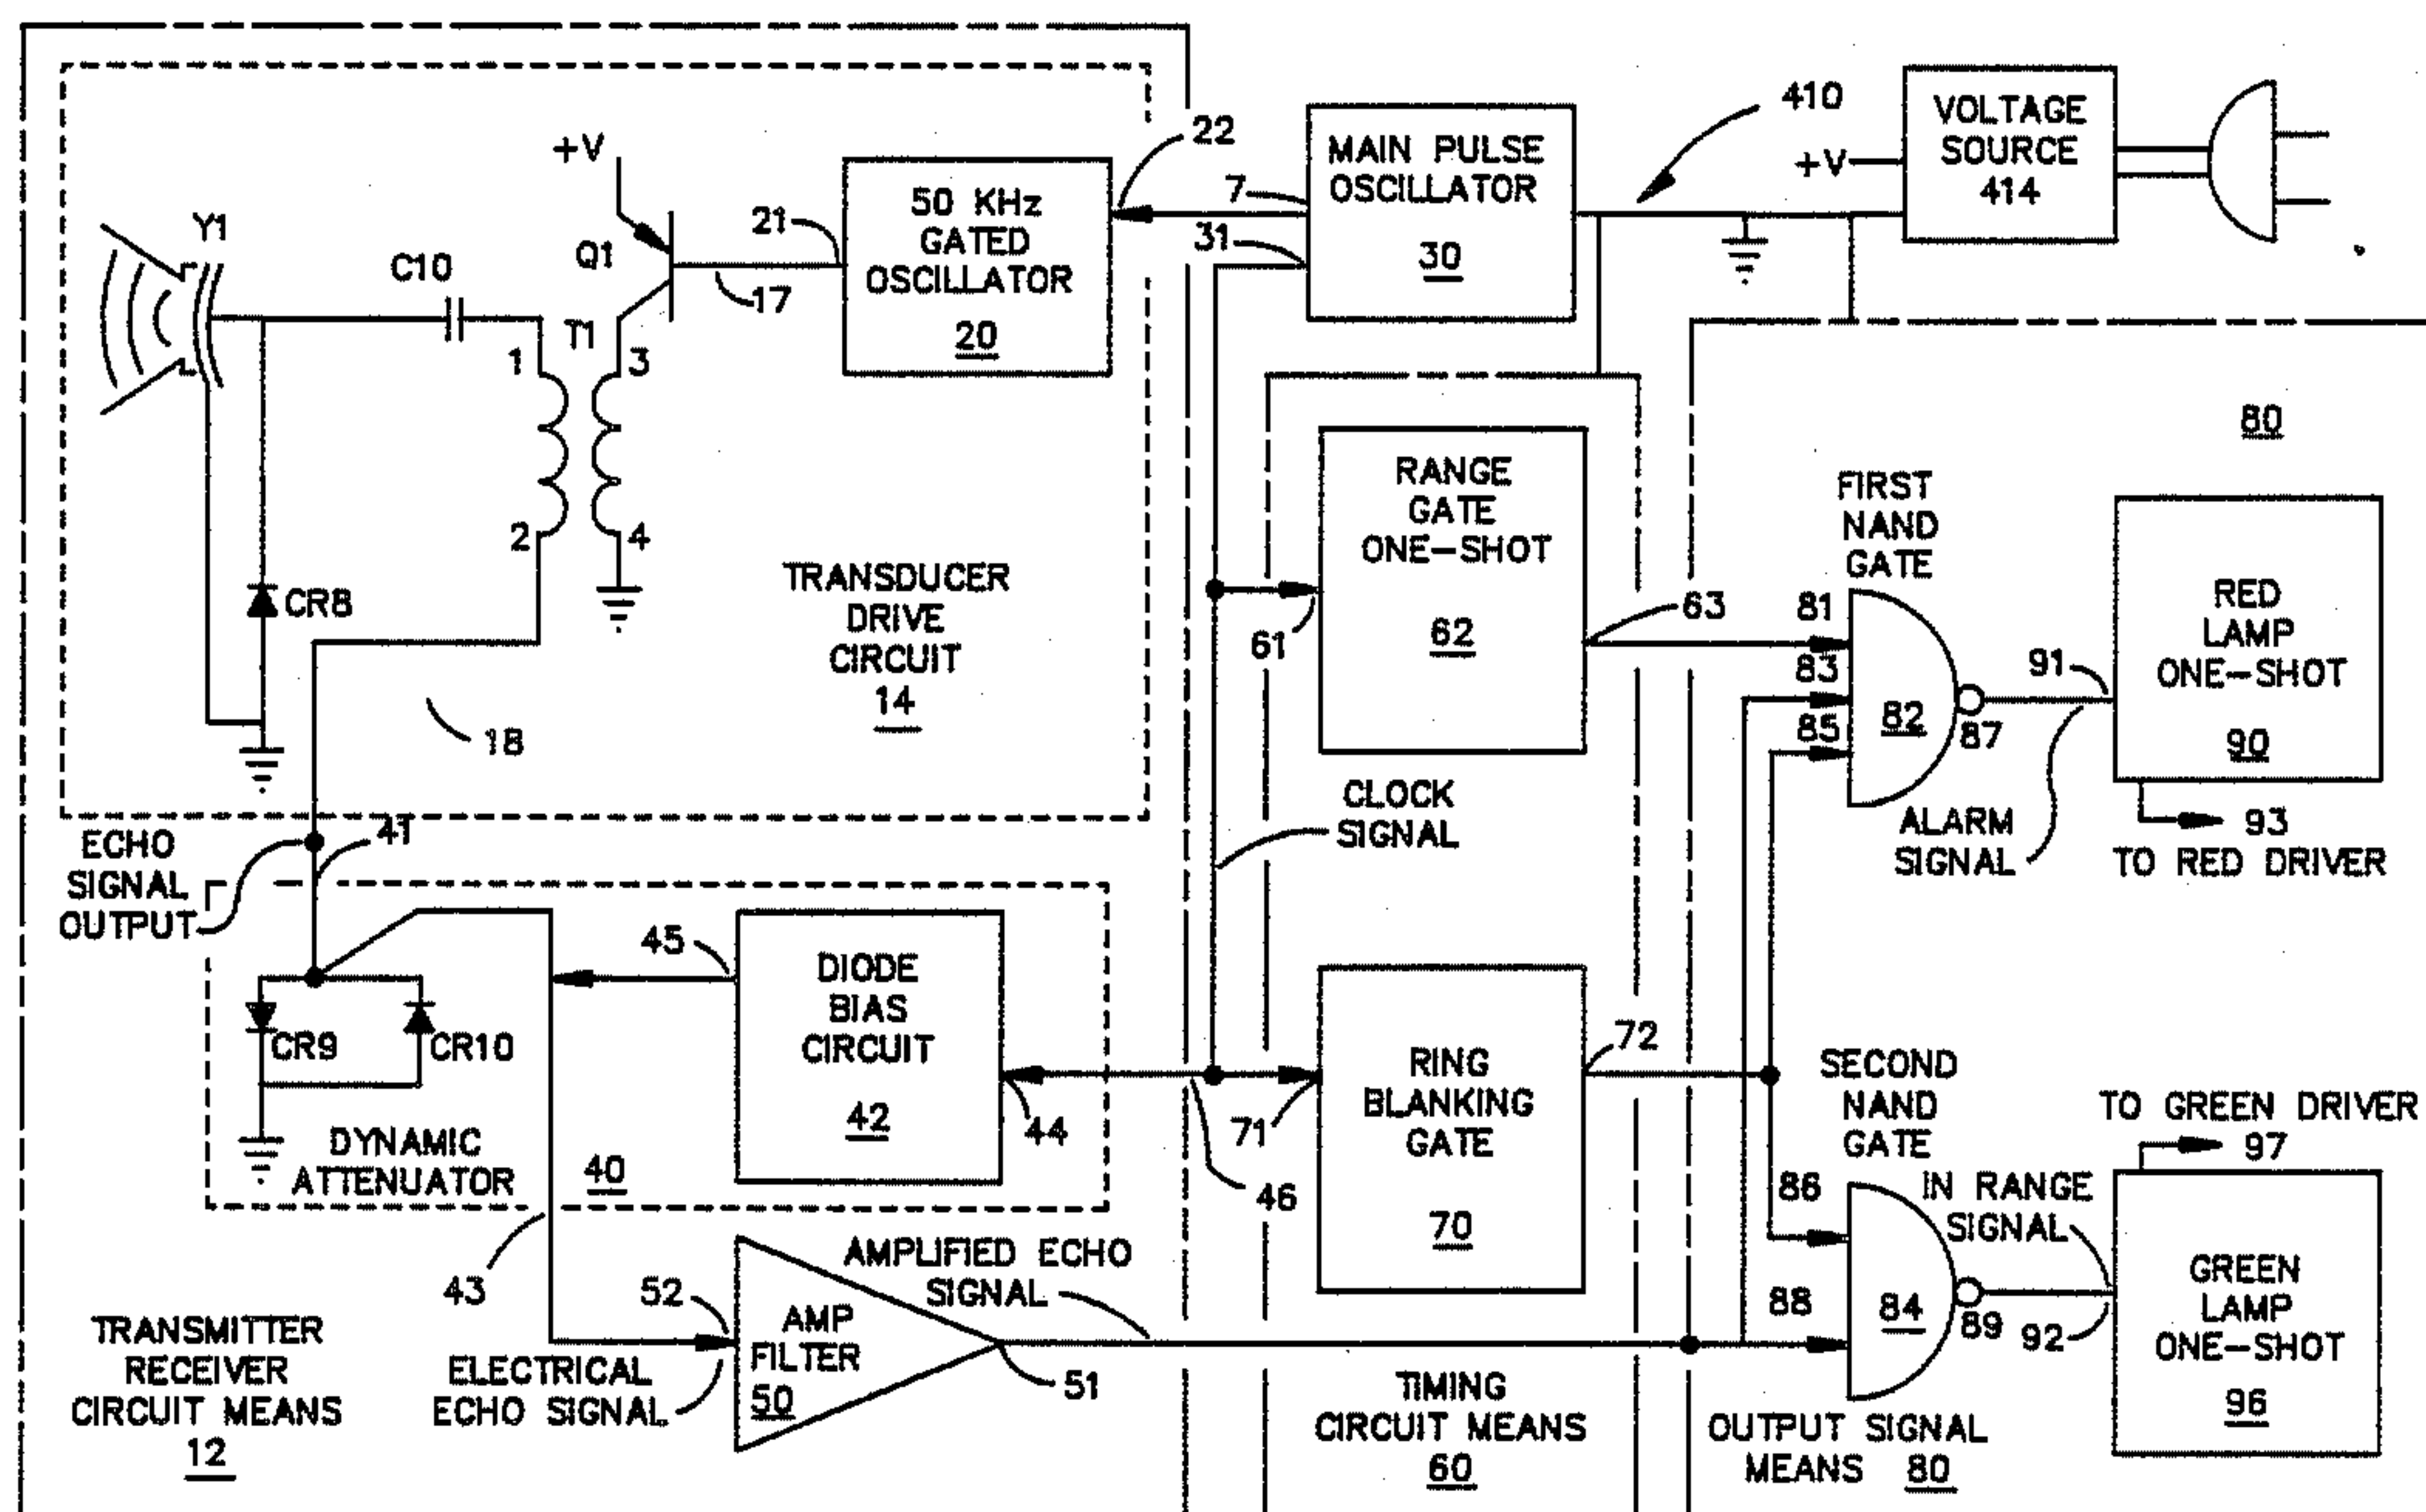 +V
Y1
C10
Q1
T1
1
3
2
4
CR8
21
17
50 KHz
GATED
OSCILLATOR
20
22
7
31
MAIN PULSE
OSCILLATOR
30
410
+V
VOLTAGE
SOURCE
414
TRANSDUCER
DRIVE
CIRCUIT
14
18
61
RANGE
GATE
ONE-SHOT
62
63
80
FIRST
NAND
GATE
81
83
85
82
87
91
ALARM
SIGNAL
RED
LAMP
ONE-SHOT
90
93
TO RED DRIVER
CLOCK
SIGNAL
ECHO
SIGNAL
OUTPUT
41
CR9
CR10
45
DIODE
BIAS
CIRCUIT
42
44
DYNAMIC
ATTENUATOR
40
46
71
RING
BLANKING
GATE
70
72
SECOND
NAND
GATE
86
88
84
89
92
IN RANGE
SIGNAL
TO GREEN DRIVER
97
GREEN
LAMP
ONE-SHOT
96
43
52
AMP
FILTER
50
51
AMPLIFIED ECHO
SIGNAL
ELECTRICAL
ECHO SIGNAL
TRANSMITTER
RECEIVER
CIRCUIT MEANS
12
TIMING
CIRCUIT MEANS
60
OUTPUT SIGNAL
MEANS 80